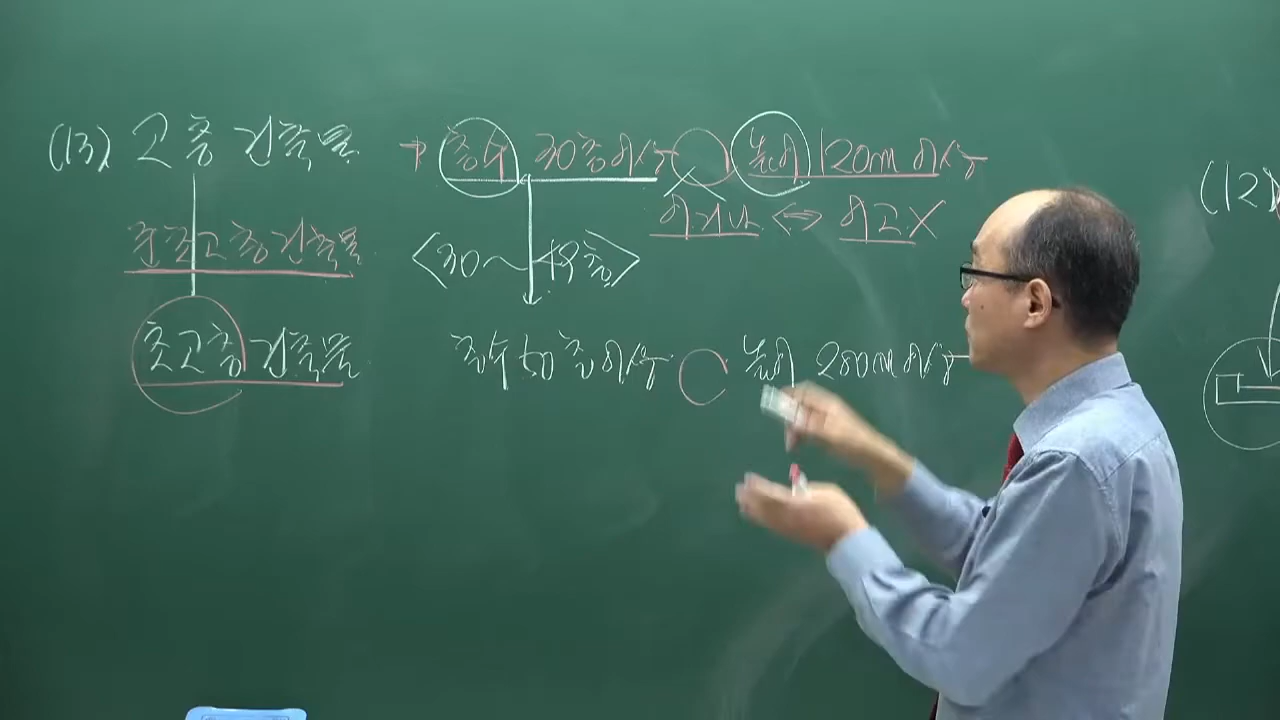 (13) 고층 건축물 → 층수 30층이상 높이 120m 이상
이거나 ⇔ 이고X
준초고층건축물 <30~49층>
초고층 건축물 층수 50층이상 높이 200m 이상
(12)